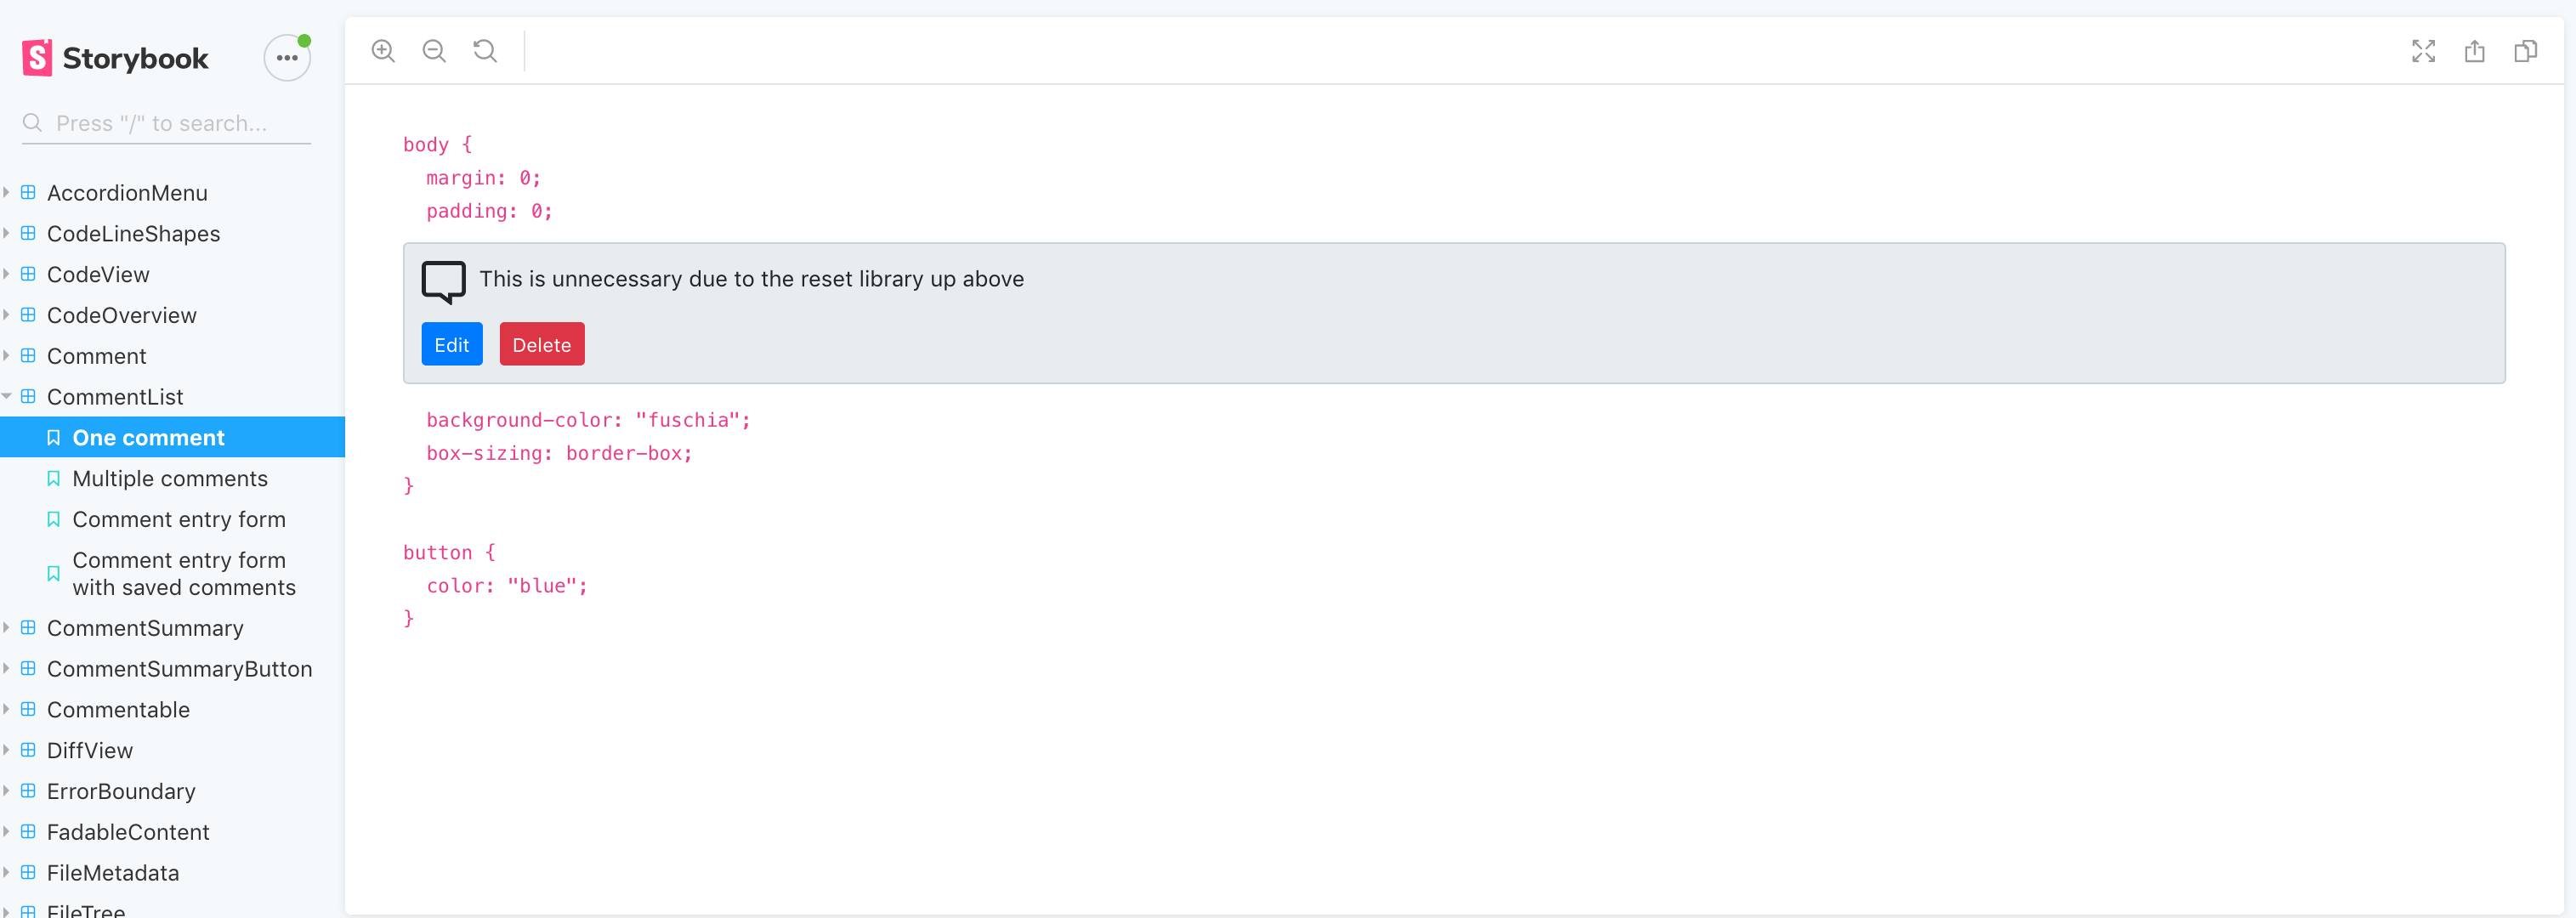 Storybook
Press "/" to search...
AccordionMenu
CodeLineShapes
CodeView
CodeOverview
Comment
CommentList
One comment
Multiple comments
Comment entry form
Comment entry form
with saved comments
CommentSummary
CommentSummaryButton
Commentable
DiffView
ErrorBoundary
FadableContent
FileMetadata
FileTree
body {
  margin: 0;
  padding: 0;
This is unnecessary due to the reset library up above
Edit Delete
  background-color: "fuschia";
  box-sizing: border-box;
}
button {
  color: "blue";
}